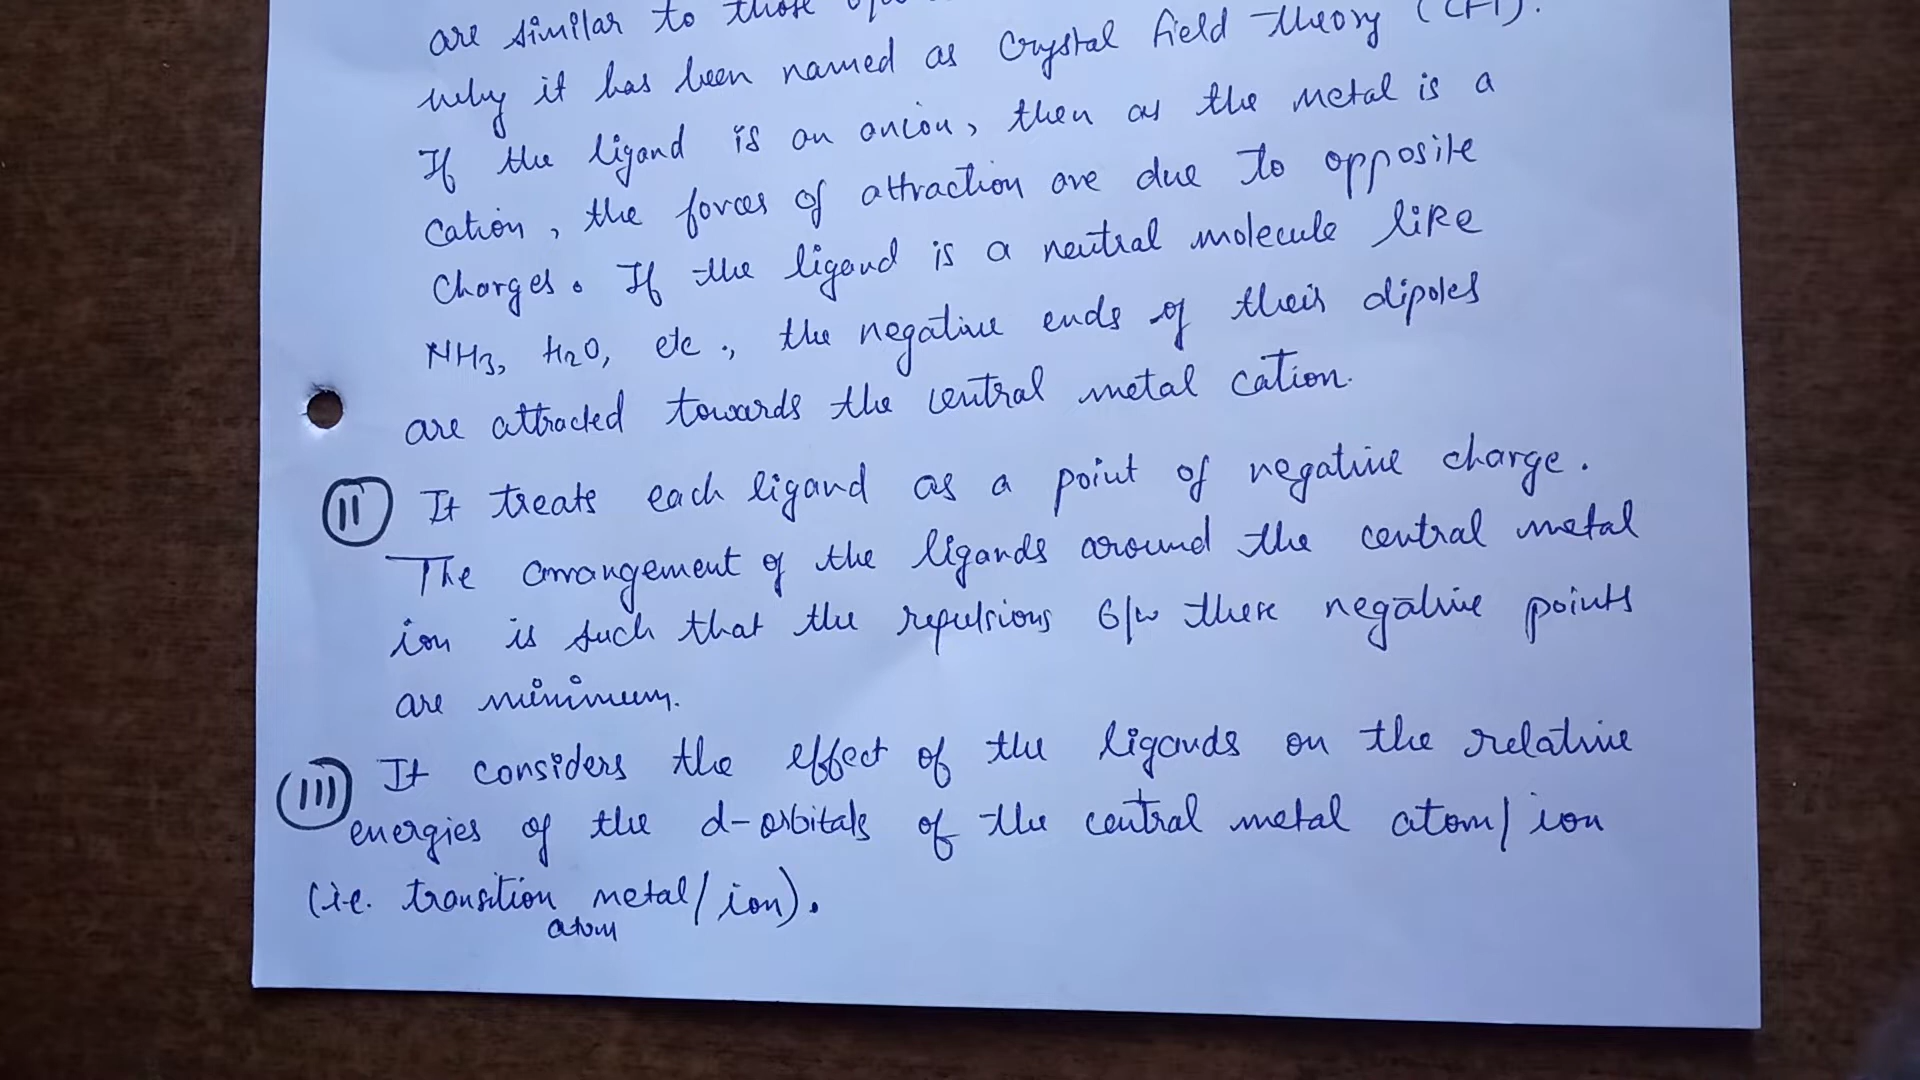 are similar to those
why it has been named as Crystal field theory (CFT).
If the ligand is an anion, then as the metal is a
cation, the forces of attraction are due to opposite
charges. If the ligand is a neutral molecule like
NH3, H2O, etc., the negative ends of their dipoles
are attracted towards the central metal cation.
(II) It treats each ligand as a point of negative charge.
The arrangement of the ligands around the central metal
ion is such that the repulsions b/w these negative points
are minimum.
(III) It considers the effect of the ligands on the relative
energies of the d-orbitals of the central metal atom/ion
(i.e. transition metal/ion).
atom